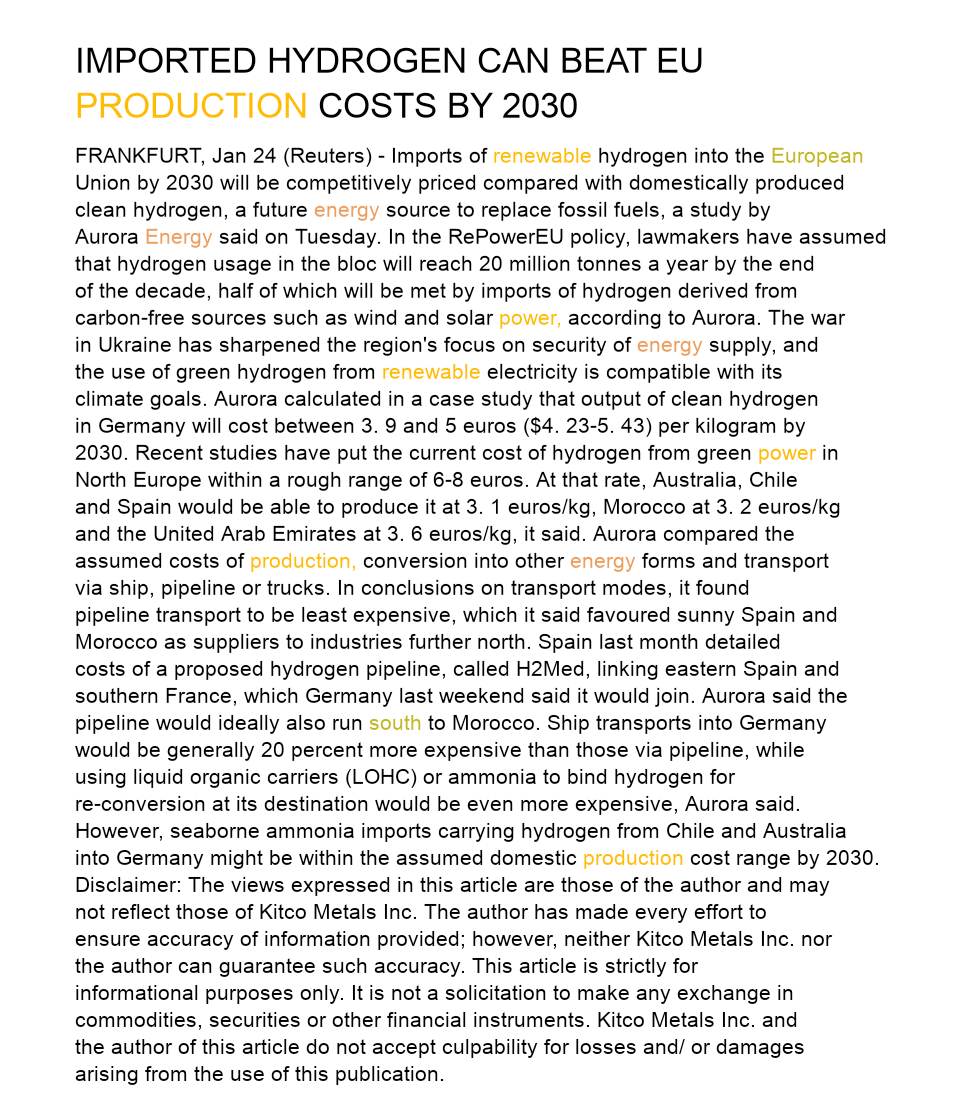 IMPORTED HYDROGEN CAN BEAT EU
PRODUCTION COSTS BY 2030
FRANKFURT, Jan 24 (Reuters) - Imports of renewable hydrogen into the European
Union by 2030 will be competitively priced compared with domestically produced
clean hydrogen, a future energy source to replace fossil fuels, a study by
Aurora Energy said on Tuesday. In the RePowerEU policy, lawmakers have assumed
that hydrogen usage in the bloc will reach 20 million tonnes a year by the end
of the decade, half of which will be met by imports of hydrogen derived from
carbon-free sources such as wind and solar power, according to Aurora. The war
in Ukraine has sharpened the region's focus on security of energy supply, and
the use of green hydrogen from renewable electricity is compatible with its
climate goals. Aurora calculated in a case study that output of clean hydrogen
in Germany will cost between 3. 9 and 5 euros ($4. 23-5. 43) per kilogram by
2030. Recent studies have put the current cost of hydrogen from green power in
North Europe within a rough range of 6-8 euros. At that rate, Australia, Chile
and Spain would be able to produce it at 3. 1 euros/kg, Morocco at 3. 2 euros/kg
and the United Arab Emirates at 3. 6 euros/kg, it said. Aurora compared the
assumed costs of production, conversion into other energy forms and transport
via ship, pipeline or trucks. In conclusions on transport modes, it found
pipeline transport to be least expensive, which it said favoured sunny Spain and
Morocco as suppliers to industries further north. Spain last month detailed
costs of a proposed hydrogen pipeline, called H2Med, linking eastern Spain and
southern France, which Germany last weekend said it would join. Aurora said the
pipeline would ideally also run south to Morocco. Ship transports into Germany
would be generally 20 percent more expensive than those via pipeline, while
using liquid organic carriers (LOHC) or ammonia to bind hydrogen for
re-conversion at its destination would be even more expensive, Aurora said.
However, seaborne ammonia imports carrying hydrogen from Chile and Australia
into Germany might be within the assumed domestic production cost range by 2030.
Disclaimer: The views expressed in this article are those of the author and may
not reflect those of Kitco Metals Inc. The author has made every effort to
ensure accuracy of information provided; however, neither Kitco Metals Inc. nor
the author can guarantee such accuracy. This article is strictly for
informational purposes only. It is not a solicitation to make any exchange in
commodities, securities or other financial instruments. Kitco Metals Inc. and
the author of this article do not accept culpability for losses and/ or damages
arising from the use of this publication.